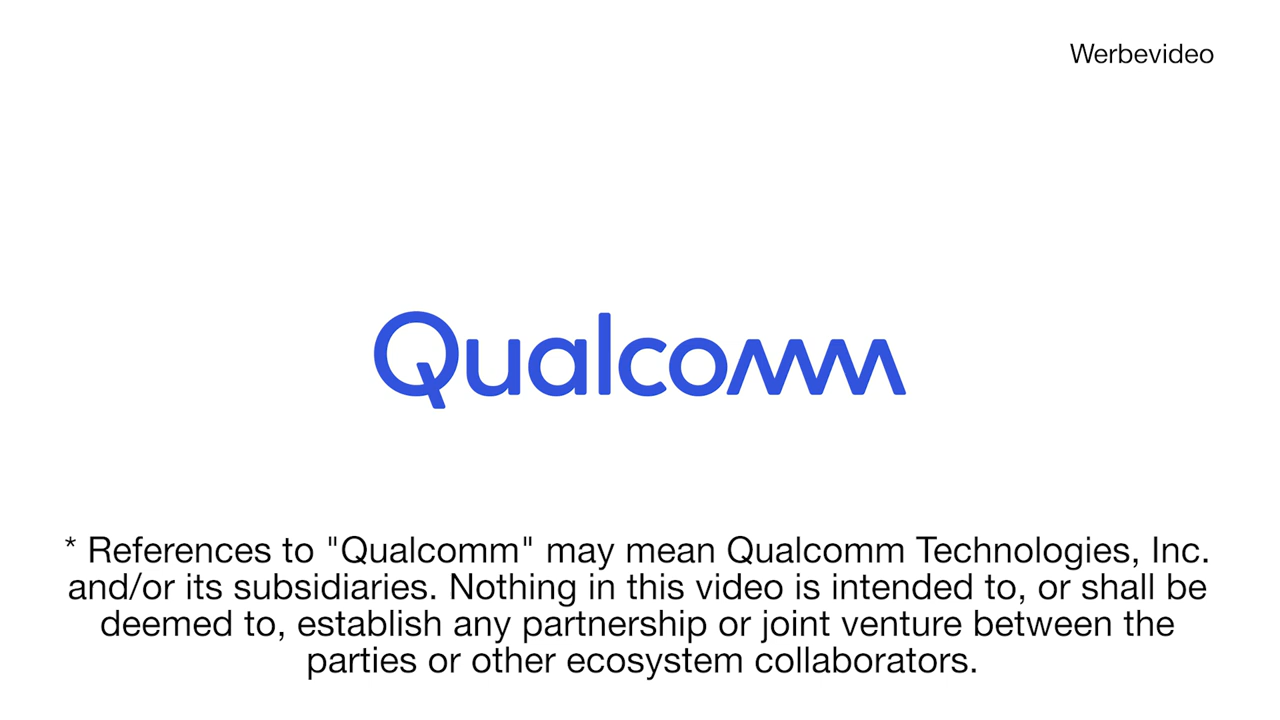 Werbevideo
Qualcomm
* References to "Qualcomm" may mean Qualcomm Technologies, Inc.
and/or its subsidiaries. Nothing in this video is intended to, or shall be
deemed to, establish any partnership or joint venture between the
parties or other ecosystem collaborators.